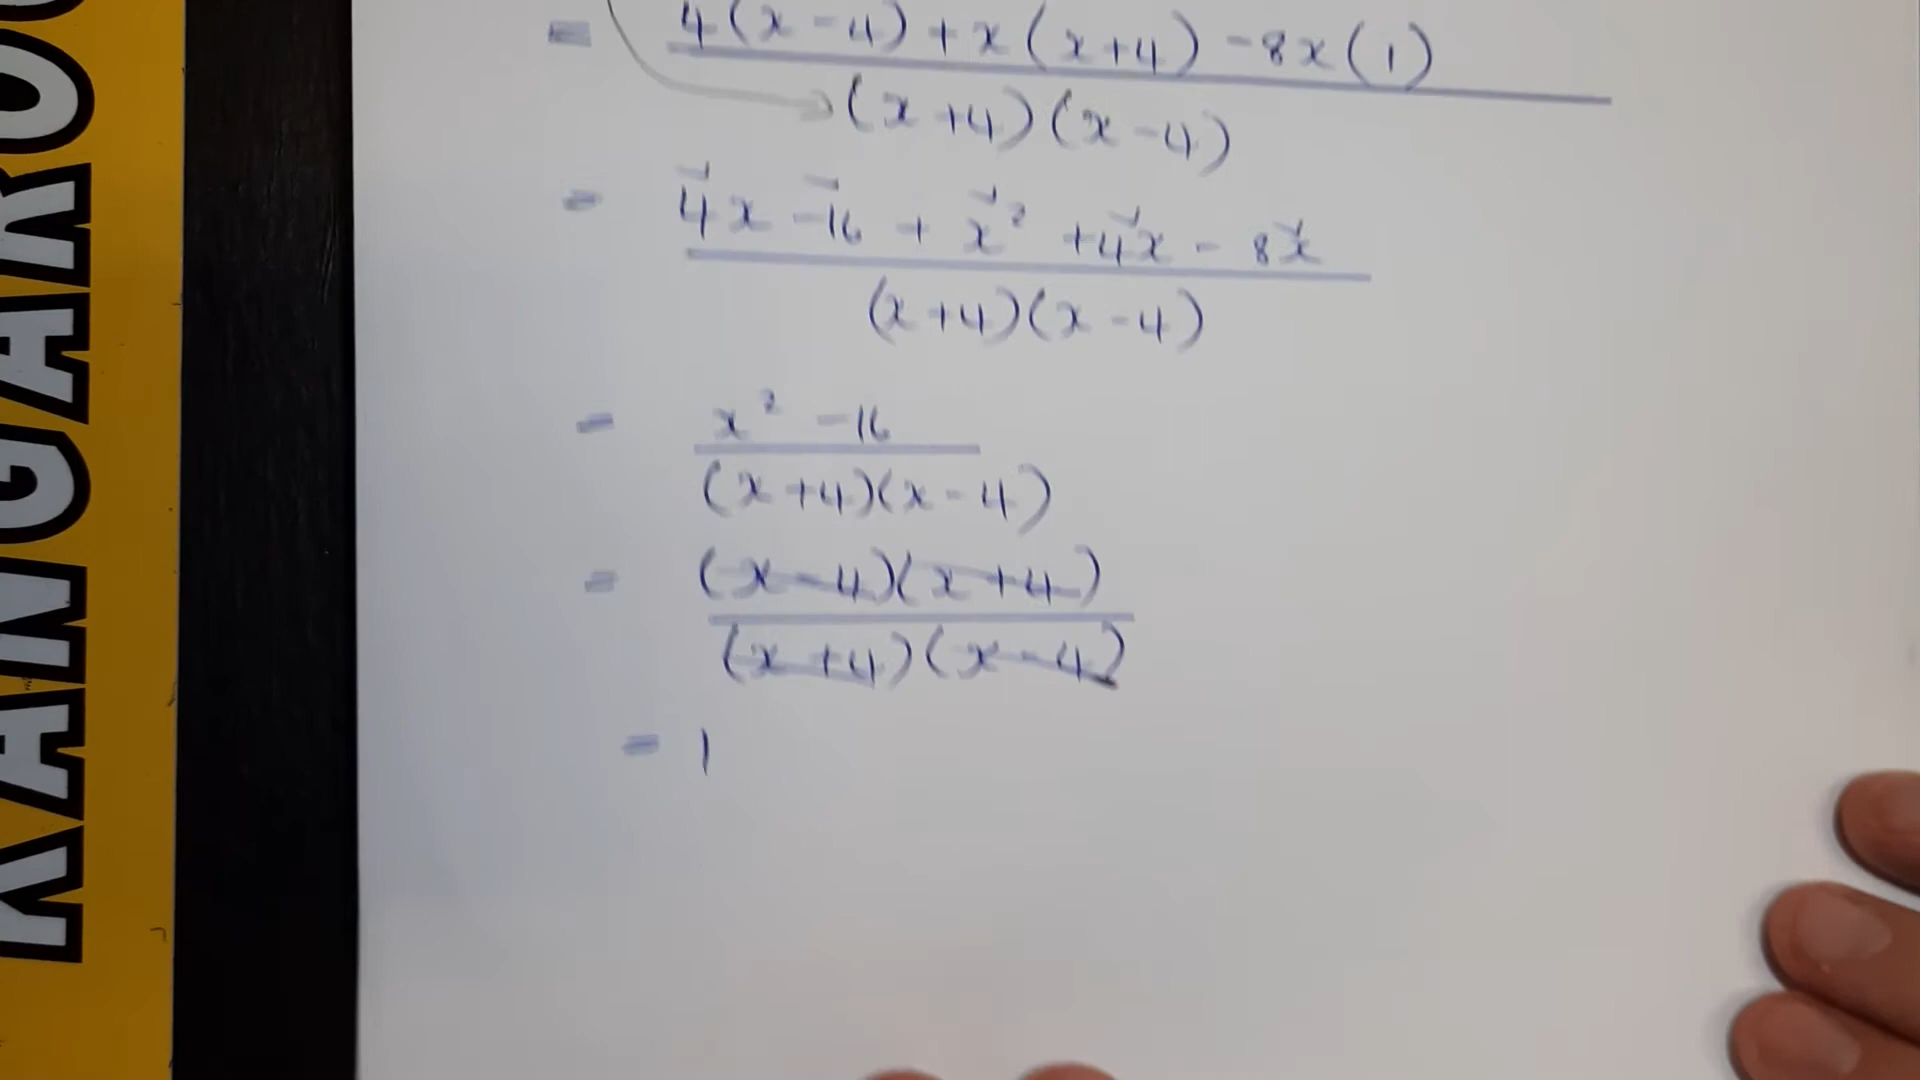 KANGAROO
= 4(x-4)+x(x+4)-8x(1)
(x+4)(x-4)
= 4x-16+x²+4x-8x
(x+4)(x-4)
= x²-16
(x+4)(x-4)
= (x-4)(x+4)
(x+4)(x-4)
= 1